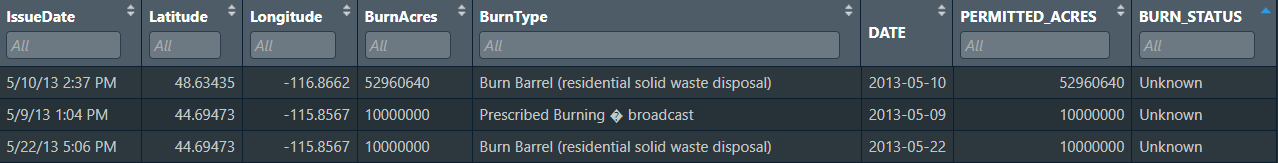 IssueDate Latitude Longitude BurnAcres BurnType DATE PERMITTED_ACRES BURN_STATUS
All All All All All All All
5/10/13 2:37 PM 48.63435 -116.8662 52960640 Burn Barrel (residential solid waste disposal) 2013-05-10 52960640 Unknown
5/9/13 1:04 PM 44.69473 -115.8567 10000000 Prescribed Burning � broadcast 2013-05-09 10000000 Unknown
5/22/13 5:06 PM 44.69473 -115.8567 10000000 Burn Barrel (residential solid waste disposal) 2013-05-22 10000000 Unknown